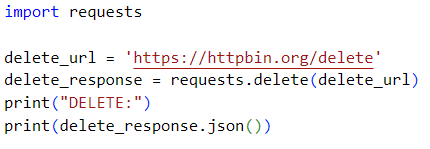 import requests
delete_url = 'https://httpbin.org/delete'
delete_response = requests.delete(delete_url)
print("DELETE:")
print(delete_response.json())